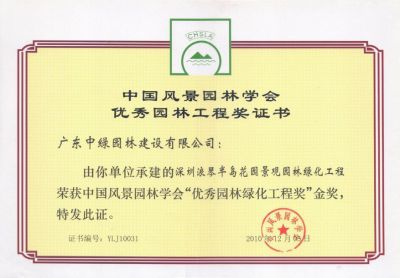 CHSLA
中国风景园林学会
优秀园林工程奖证书
广东中綠园林建设有限公司：
由你单位承建的深圳浪琴半岛花园景观园林绿化工程
荣获中国风景园林学会“优秀园林绿化工程奖”金奖，
特发此证。
证书编号：YLJ10031
2010年12月